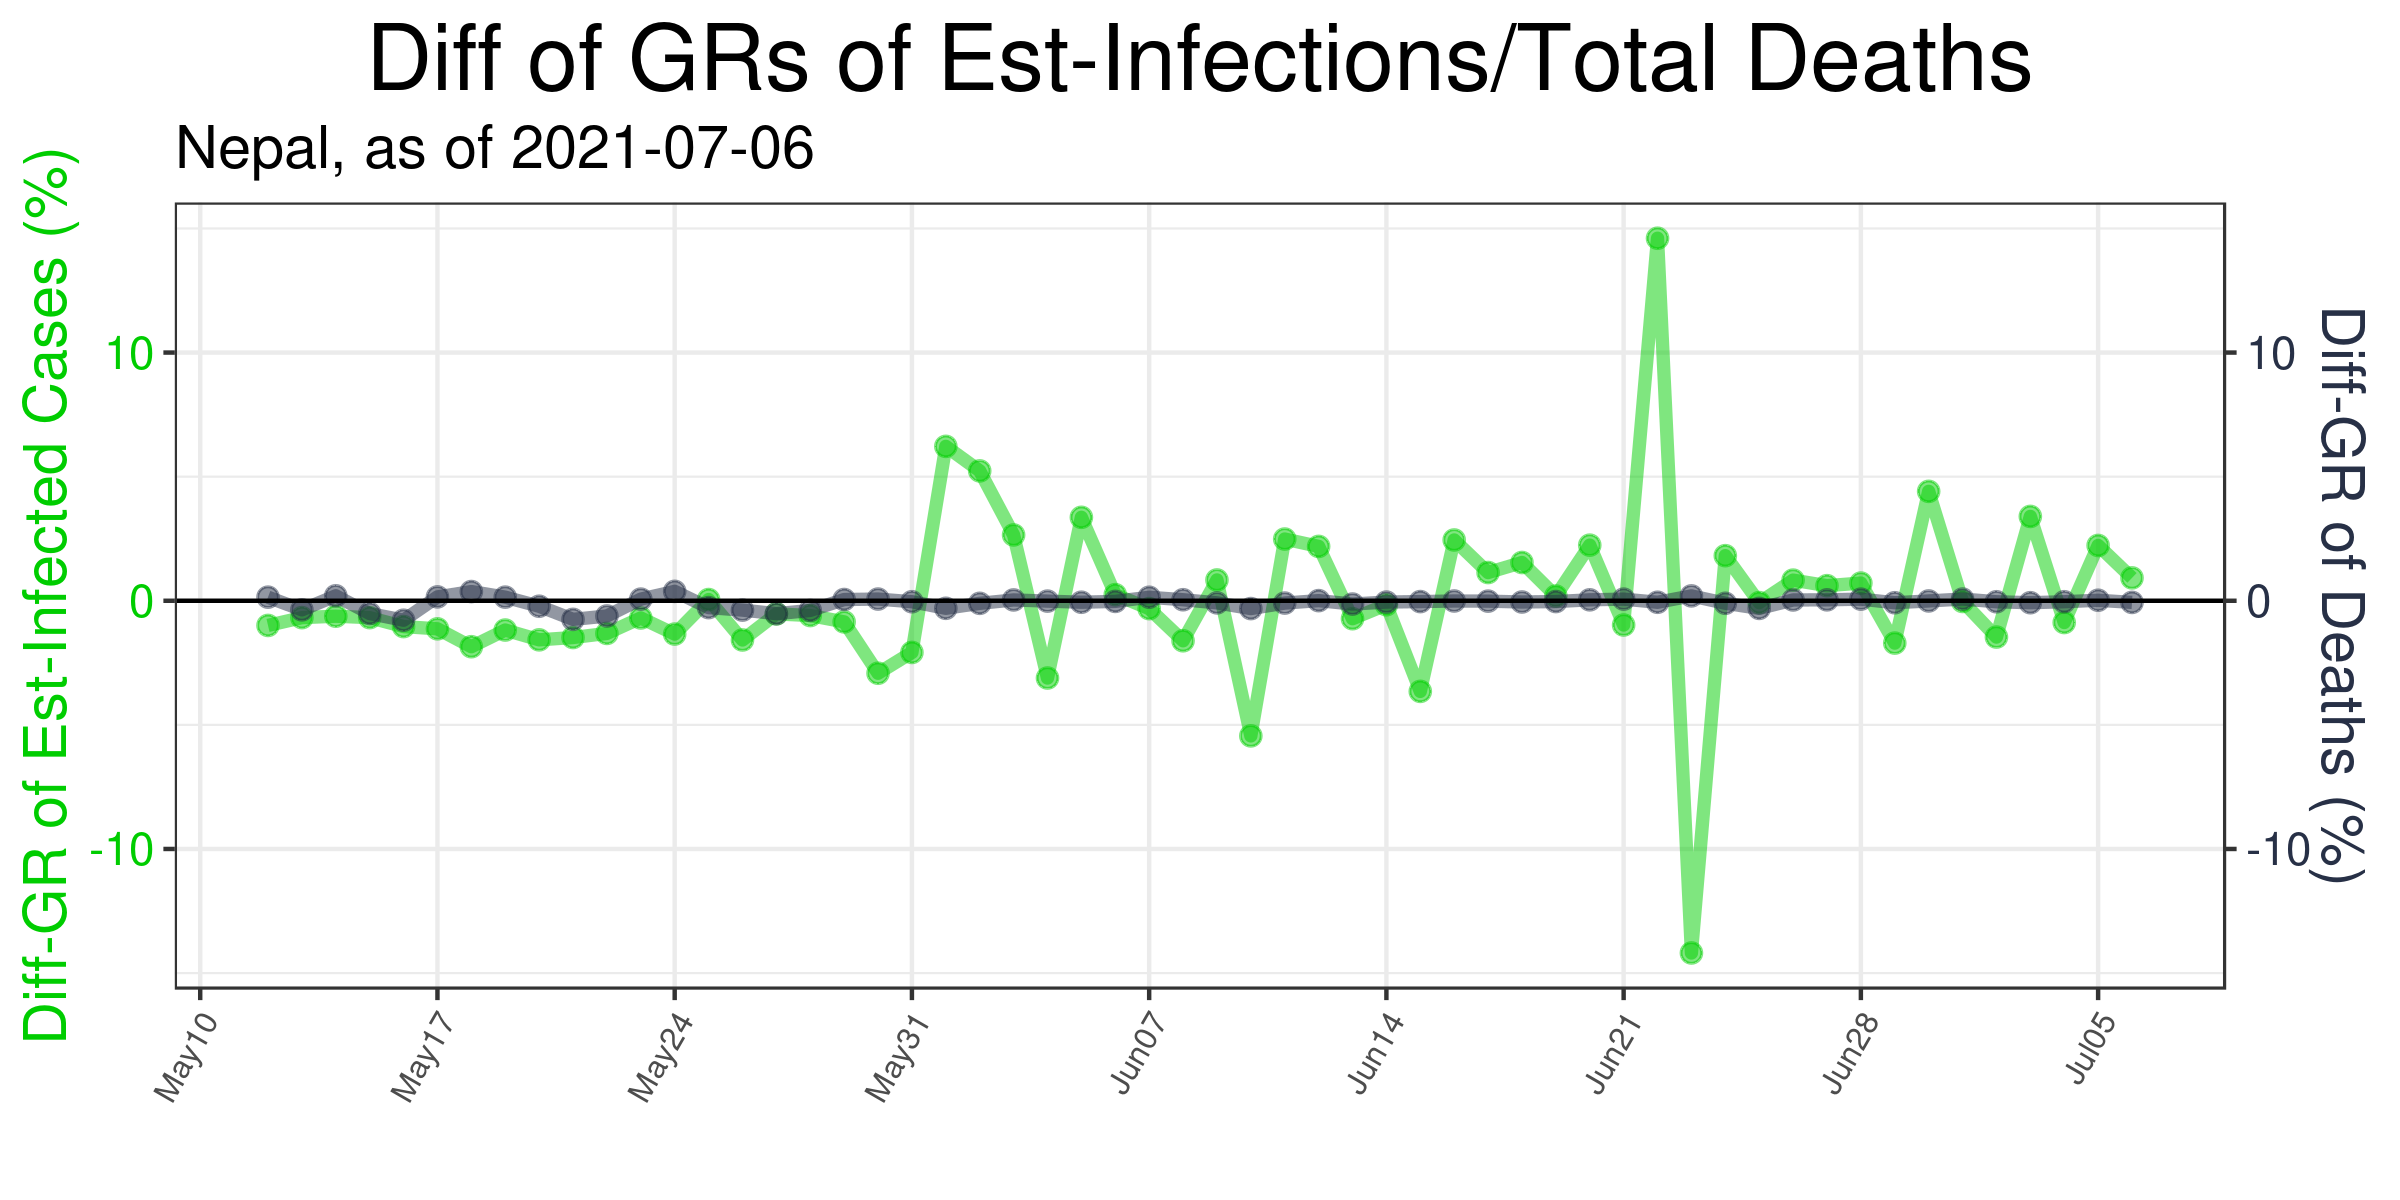 Diff of GRs of Est-Infections/Total Deaths
Nepal, as of 2021-07-06
Diff-GR of Est-Infected Cases (%)
10
0
-10
10
0
-10
Diff-GR of Deaths (%)
May10
May17
May24
May31
Jun07
Jun14
Jun21
Jun28
Jul05